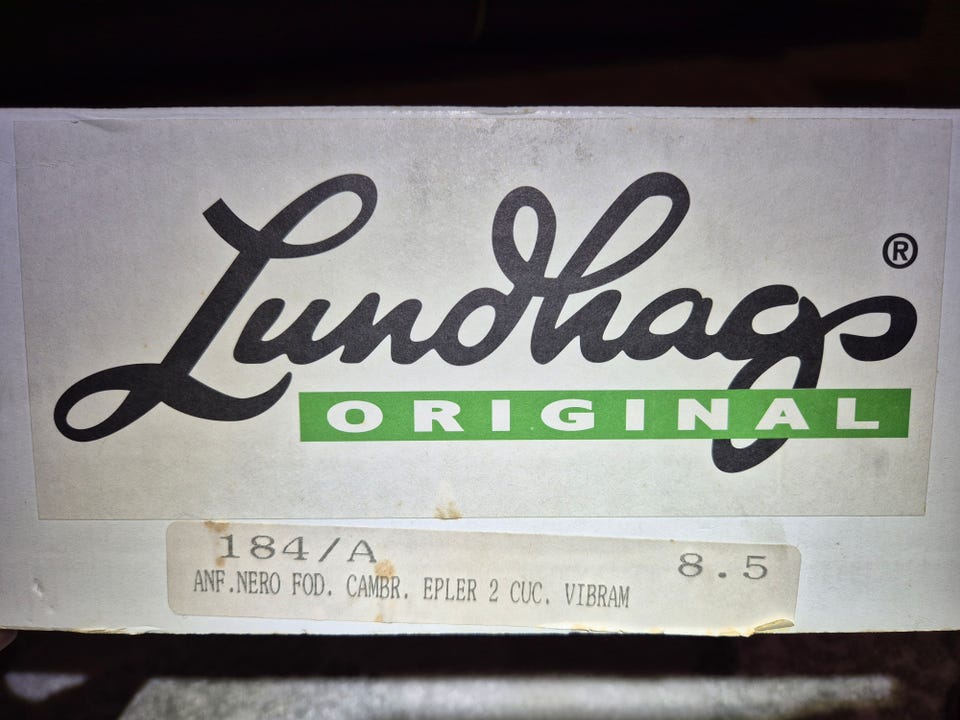 Lundhags ®
ORIGINAL
184/A 8.5
ANF.NERO FOD. CAMBR. EPLER 2 CUC. VIBRAM